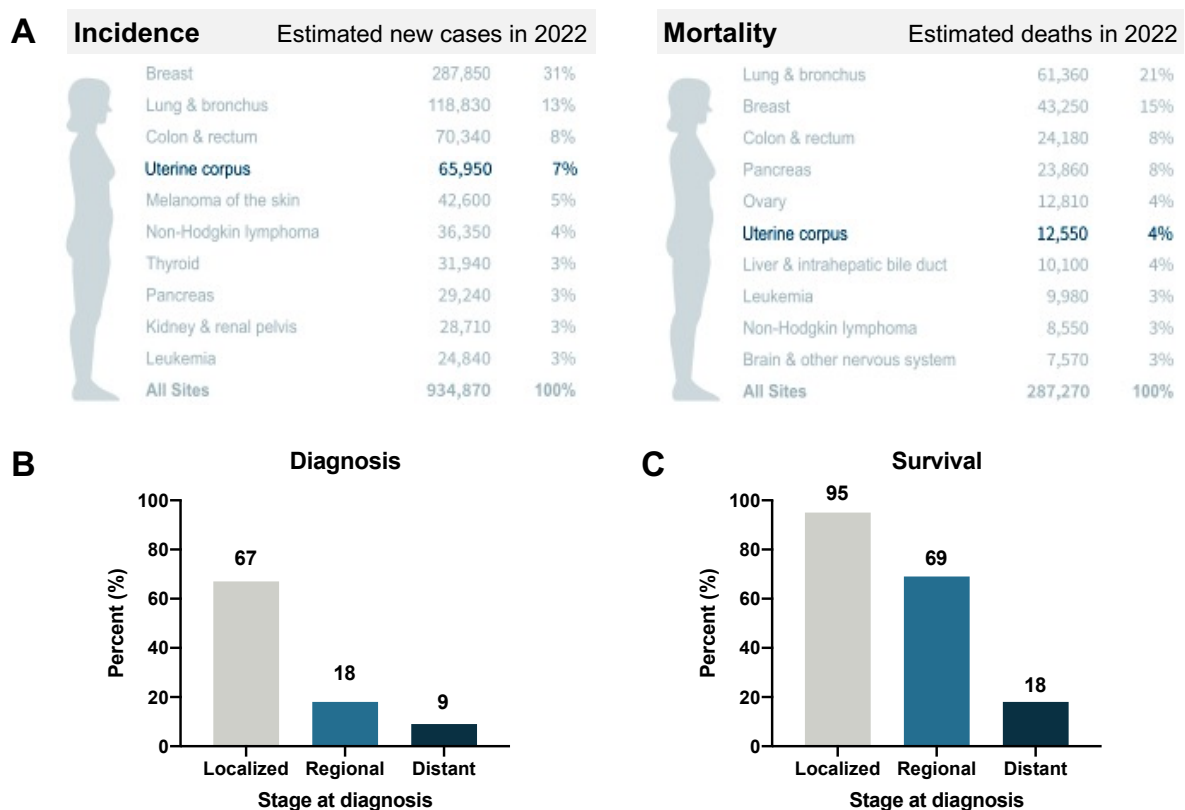 A
Incidence Estimated new cases in 2022
Breast 287,850 31%
Lung & bronchus 118,830 13%
Colon & rectum 70,340 8%
Uterine corpus 65,950 7%
Melanoma of the skin 42,600 5%
Non-Hodgkin lymphoma 36,350 4%
Thyroid 31,940 3%
Pancreas 29,240 3%
Kidney & renal pelvis 28,710 3%
Leukemia 24,840 3%
All Sites 934,870 100%
Mortality Estimated deaths in 2022
Lung & bronchus 61,360 21%
Breast 43,250 15%
Colon & rectum 24,180 8%
Pancreas 23,860 8%
Ovary 12,810 4%
Uterine corpus 12,550 4%
Liver & intrahepatic bile duct 10,100 4%
Leukemia 9,980 3%
Non-Hodgkin lymphoma 8,550 3%
Brain & other nervous system 7,570 3%
All Sites 287,270 100%
B
Diagnosis
Percent (%)
100
80
60
40
20
0
67
18
9
Localized Regional Distant
Stage at diagnosis
C
Survival
Percent (%)
100
80
60
40
20
0
95
69
18
Localized Regional Distant
Stage at diagnosis